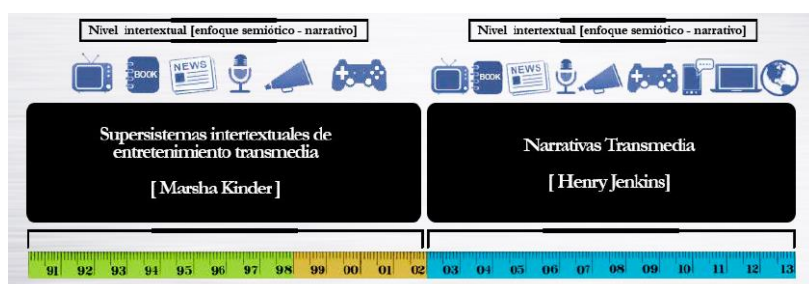 Nivel intertextual [enfoque semiótico - narrativo]
BOOK
NEWS
Supersistemas intertextuales de
entretenimiento transmedia
[ Marsha Kinder ]
Nivel intertextual [enfoque semiótico - narrativo]
BOOK
NEWS
Narrativas Transmedia
[ Henry Jenkins]
91 92 93 94 95 96 97 98 99 00 01 02 03 04 05 06 07 08 09 10 11 12 13